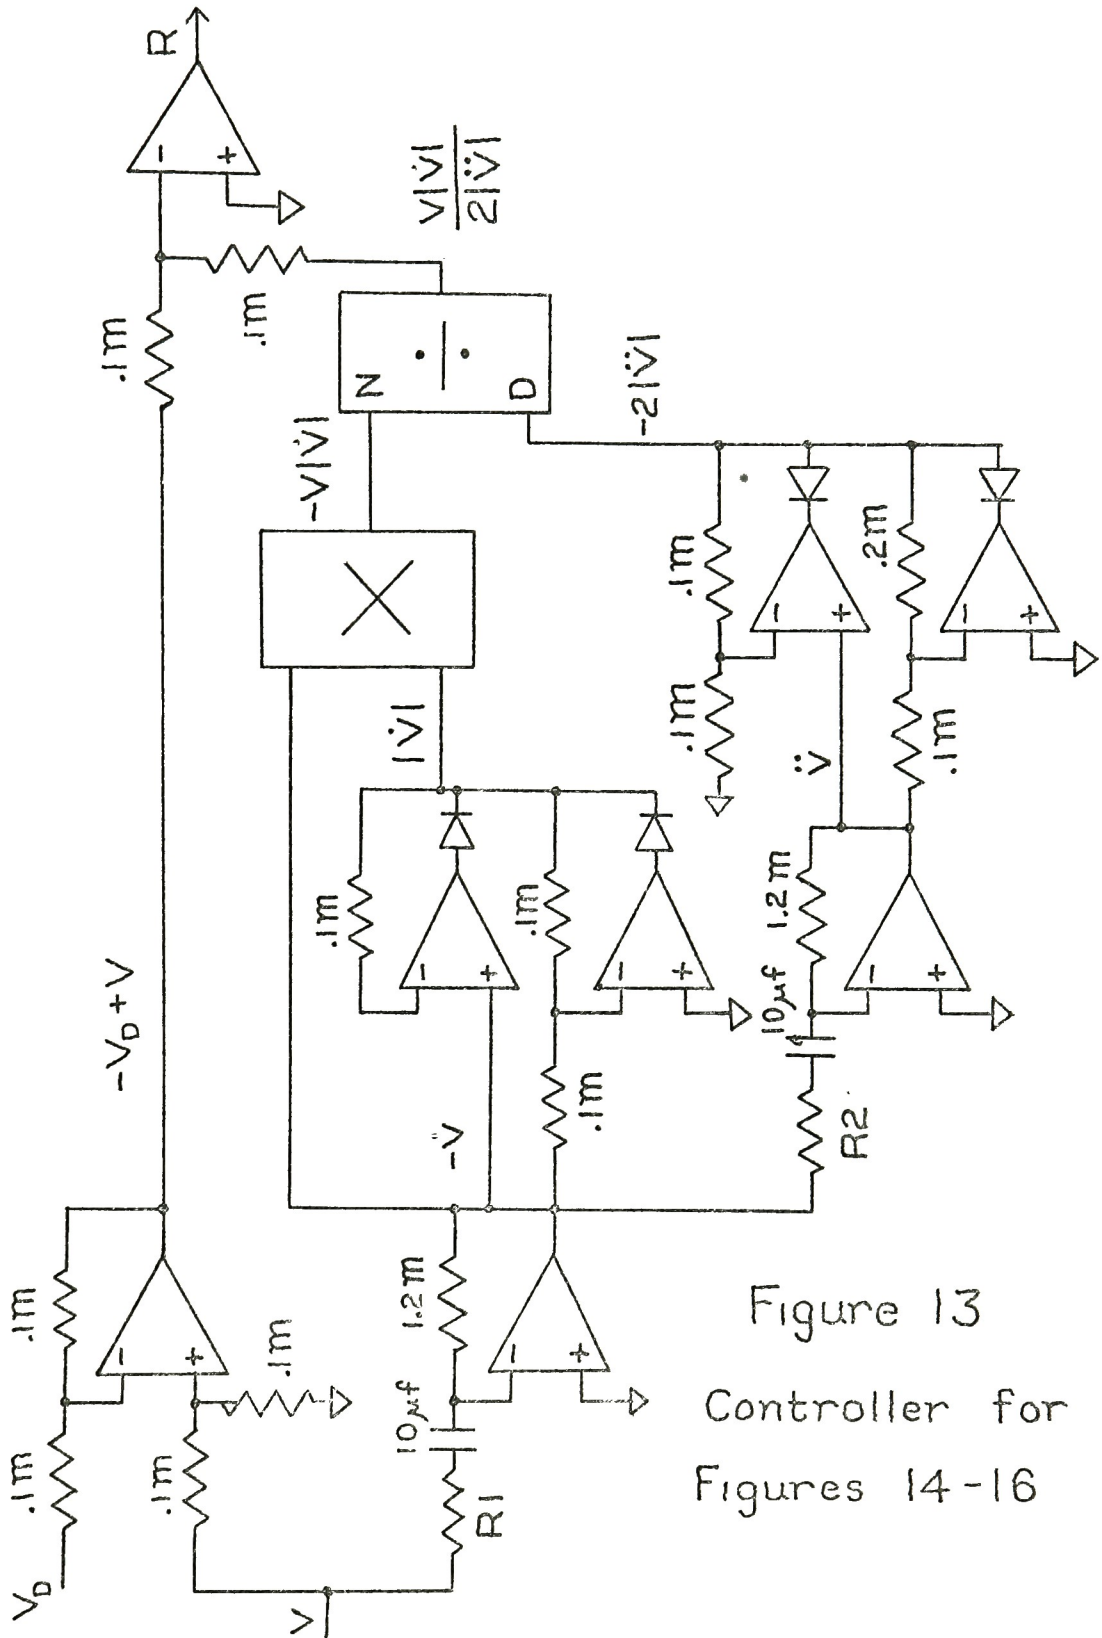 R
.1m
.1m
−
+
V|V̇|
2|V̈|
N
D
−V|V̇|
−2|V̈|
|V̇|
.1m
.1m
.2m
.1m
−
+
−
+
V̈
−V_D+V
.1m
.1m
.1m
−
+
−
+
−V̇
10µf
1.2m
R2
−
+
.1m
.1m
.1m
.1m
−
+
V_D
V
10µf
1.2m
R1
−
+
Figure 13
Controller for
Figures 14-16